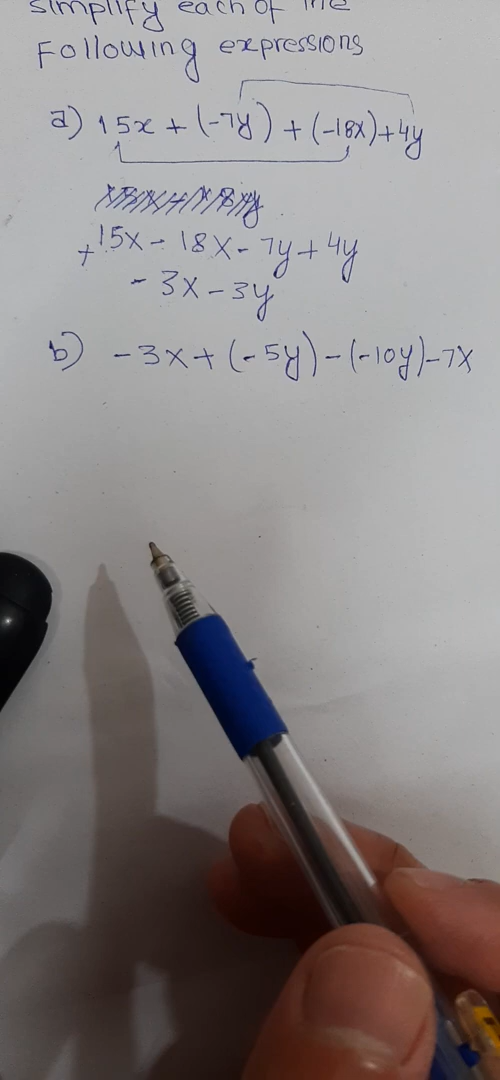 simplify each of the
Following expressions
a) 15x + (-7y) + (-18x) + 4y
+15x - 18x - 7y + 4y
- 3x - 3y
b) -3x + (-5y) - (-10y) - 7x